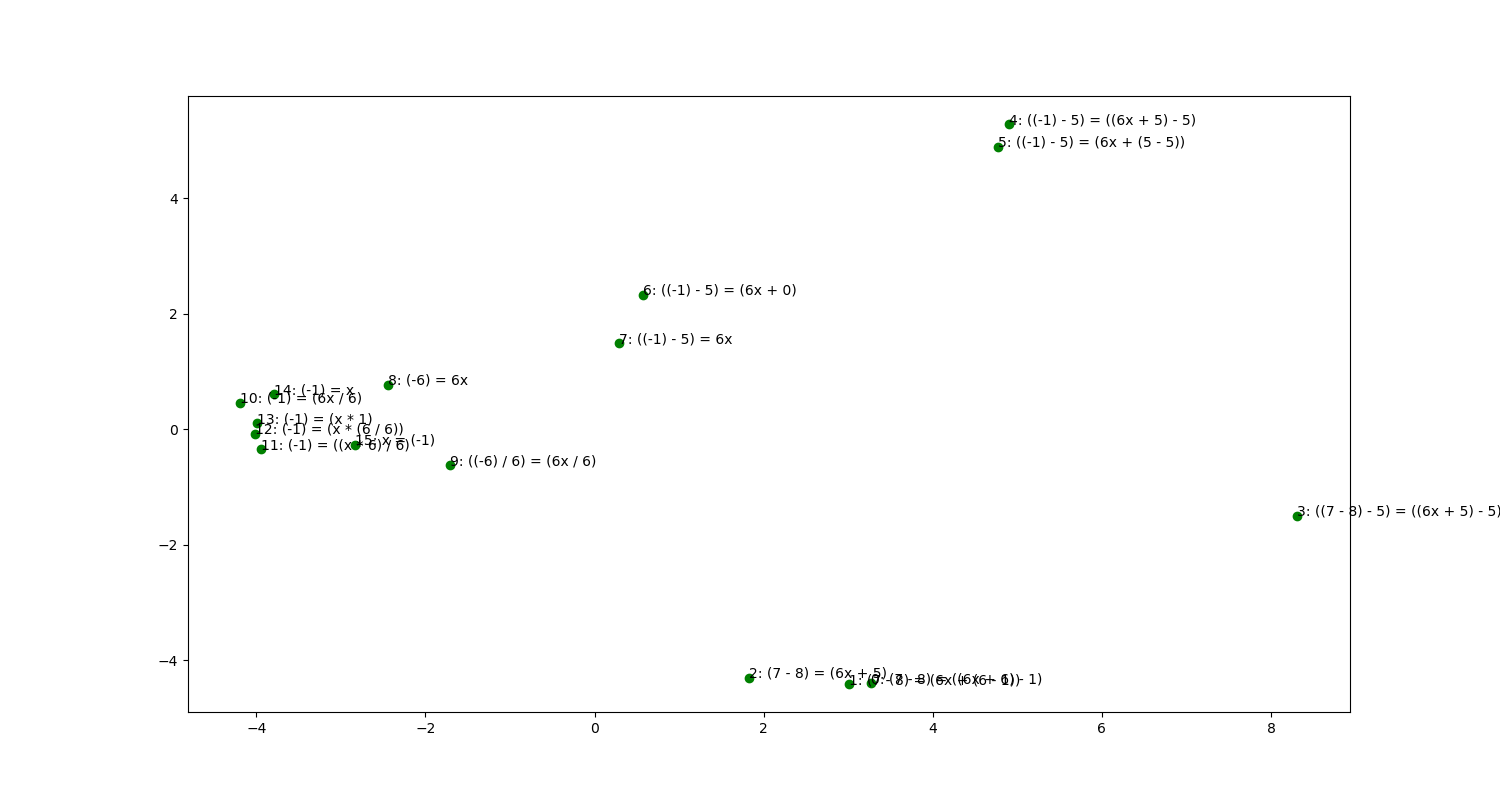 4: ((-1) - 5) = ((6x + 5) - 5)
5: ((-1) - 5) = (6x + (5 - 5))
4
6: ((-1) - 5) = (6x + 0)
2
7: ((-1) - 5) = 6x
8: (-6) = 6x
14: (-1) = x
10: (-1) = (6x / 6)
13: (-1) = (x * 1)
0
12: (-1) = (x * (6 / 6))
15: x = (-1)
11: (-1) = ((x * 6) / 6)
9: ((-6) / 6) = (6x / 6)
3: ((7 - 8) - 5) = ((6x + 5) - 5)
−2
−4
2: (7 - 8) = (6x + 5)
1: (7 - 8) = (6x + (6 - 1))
0: (7 - 8) = ((6x + 6) - 1)
−4 −2 0 2 4 6 8